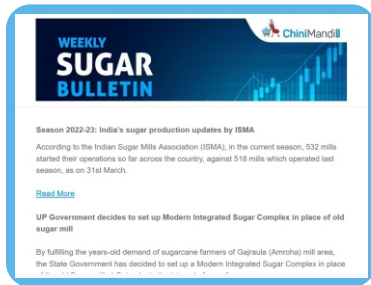 ChiniMandi
WEEKLY
SUGAR
BULLETIN
Season 2022-23: India's sugar production updates by ISMA
According to the Indian Sugar Mills Association (ISMA), in the current season, 532 mills
started their operations so far across the country, against 518 mills which operated last
season, as on 31st March.
Read More
UP Government decides to set up Modern Integrated Sugar Complex in place of old
sugar mill
By fulfilling the years-old demand of sugarcane farmers of Gajraula (Amroha) mill area,
the State Government has decided to set up a Modern Integrated Sugar Complex in place